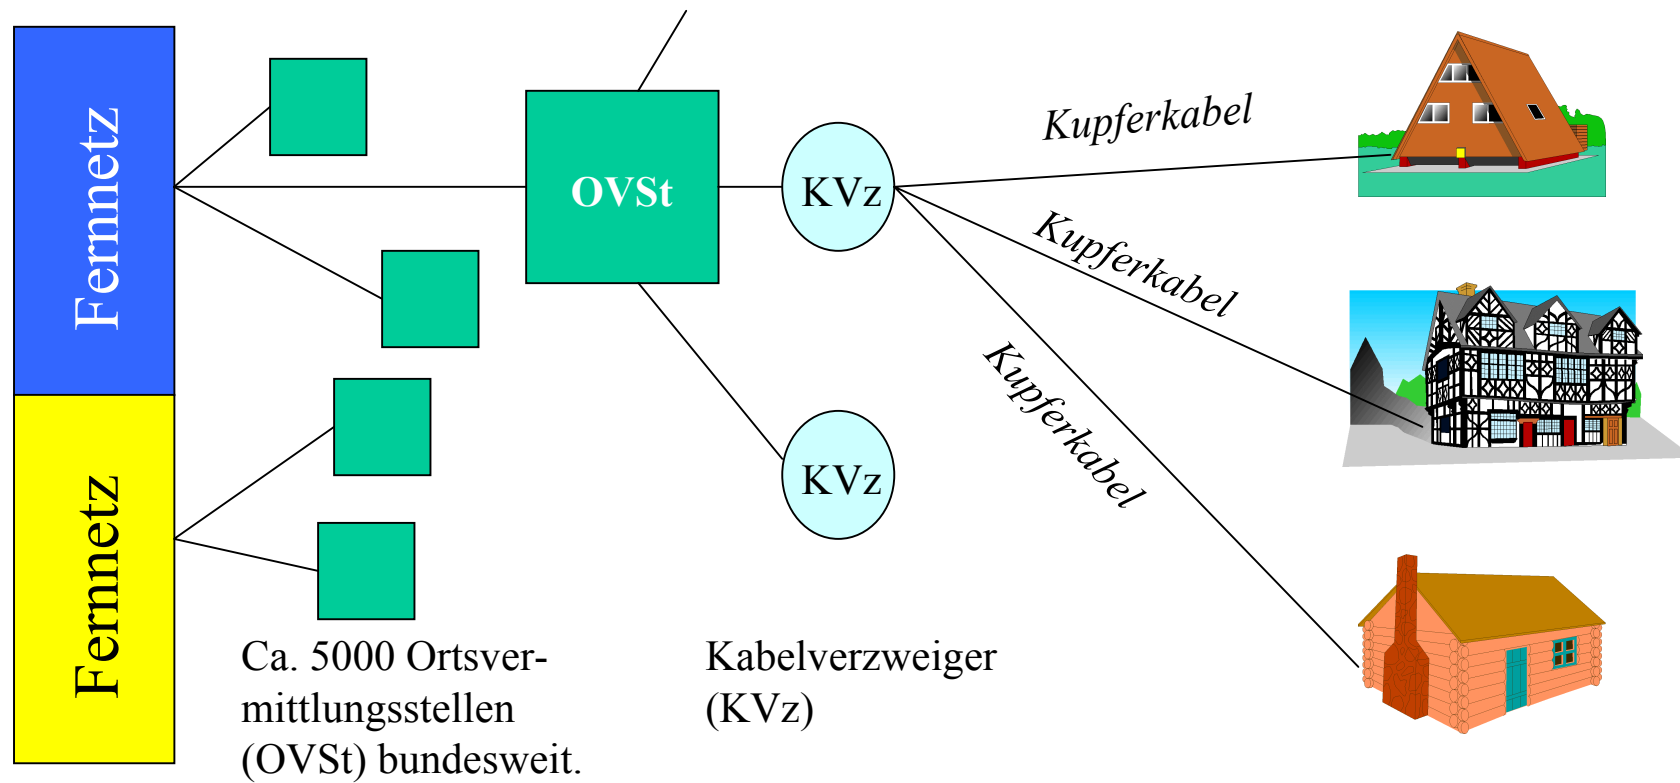 Fernnetz
Fernnetz
OVSt
KVz
KVz
Kupferkabel
Kupferkabel
Kupferkabel
Ca. 5000 Ortsver-
mittlungsstellen
(OVSt) bundesweit.
Kabelverzweiger
(KVz)